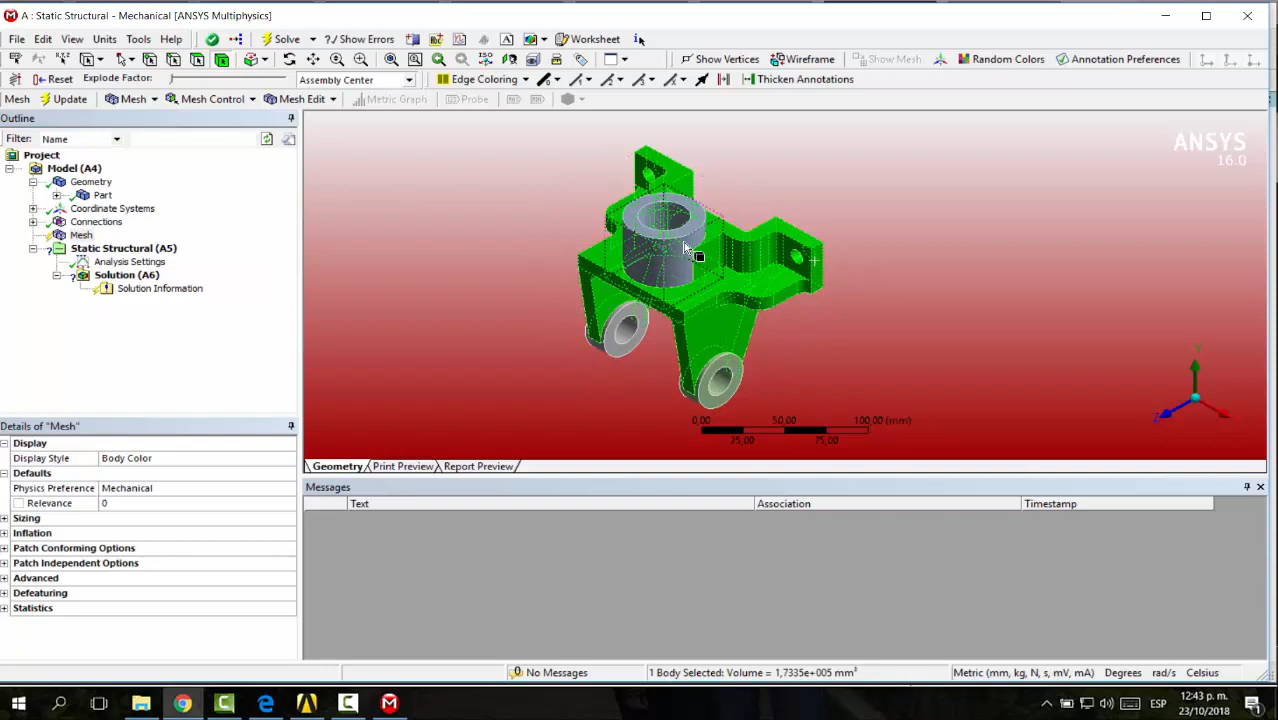 A : Static Structural - Mechanical [ANSYS Multiphysics]
File Edit View Units Tools Help Solve ?/ Show Errors Worksheet
Show Vertices Wireframe Show Mesh Random Colors Annotation Preferences
Reset Explode Factor: Assembly Center Edge Coloring Thicken Annotations
Mesh Update Mesh Mesh Control Mesh Edit Metric Graph Probe
Outline
Filter: Name
Project
Model (A4)
Geometry
Part
Coordinate Systems
Connections
Mesh
Static Structural (A5)
Analysis Settings
Solution (A6)
Solution Information
ANSYS
16.0
Y
Z
0,00 50,00 100,00 (mm)
25,00 75,00
Geometry Print Preview Report Preview
Details of "Mesh"
Display
Display Style Body Color
Defaults
Physics Preference Mechanical
Relevance 0
Sizing
Inflation
Patch Conforming Options
Patch Independent Options
Advanced
Defeaturing
Statistics
Messages
Text Association Timestamp
No Messages 1 Body Selected: Volume = 1,7335e+005 mm³ Metric (mm, kg, N, s, mV, mA) Degrees rad/s Celsius
ESP
12:43 p. m.
23/10/2018